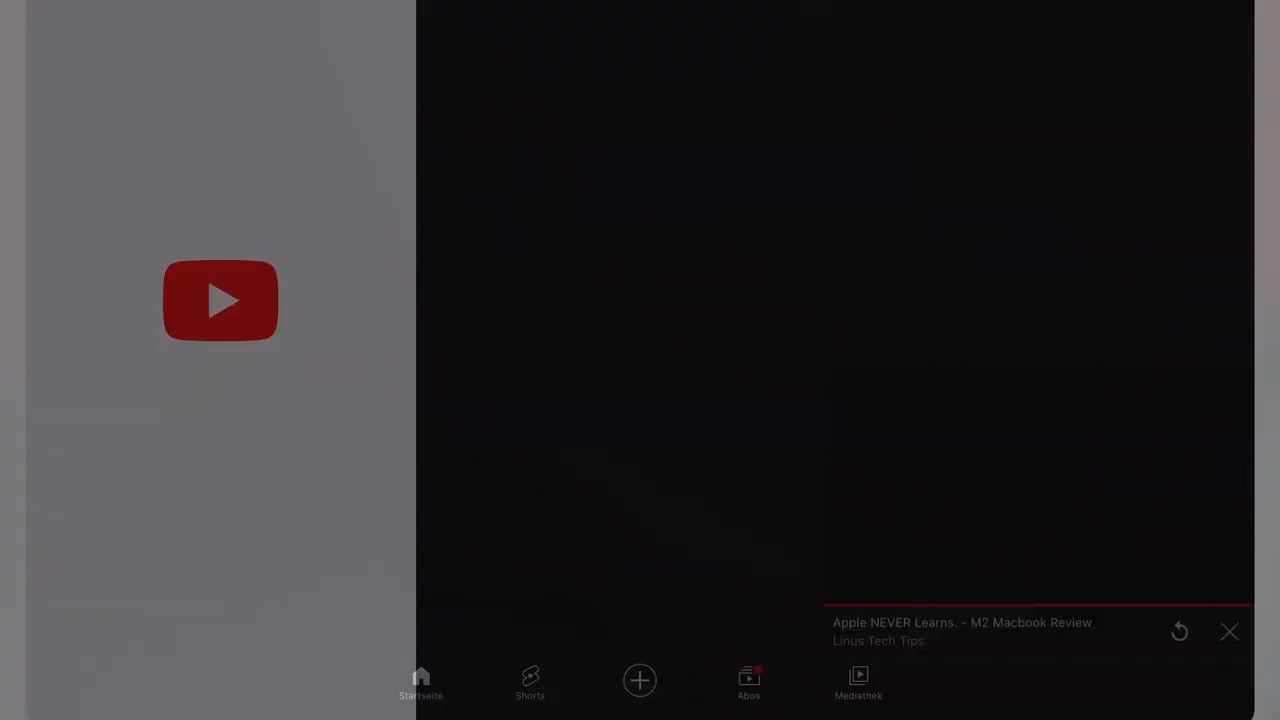 Apple NEVER Learns. - M2 Macbook Review
Linus Tech Tips
Startseite
Shorts
Abos
Mediathek